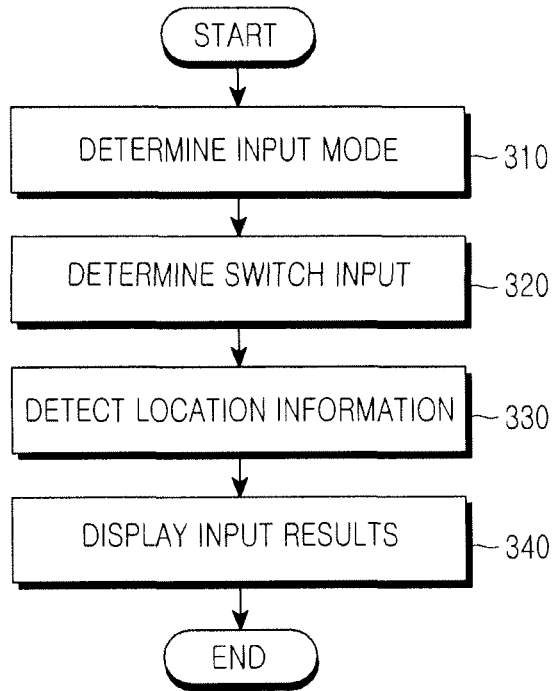 START
DETERMINE INPUT MODE
310
DETERMINE SWITCH INPUT
320
DETECT LOCATION INFORMATION
330
DISPLAY INPUT RESULTS
340
END